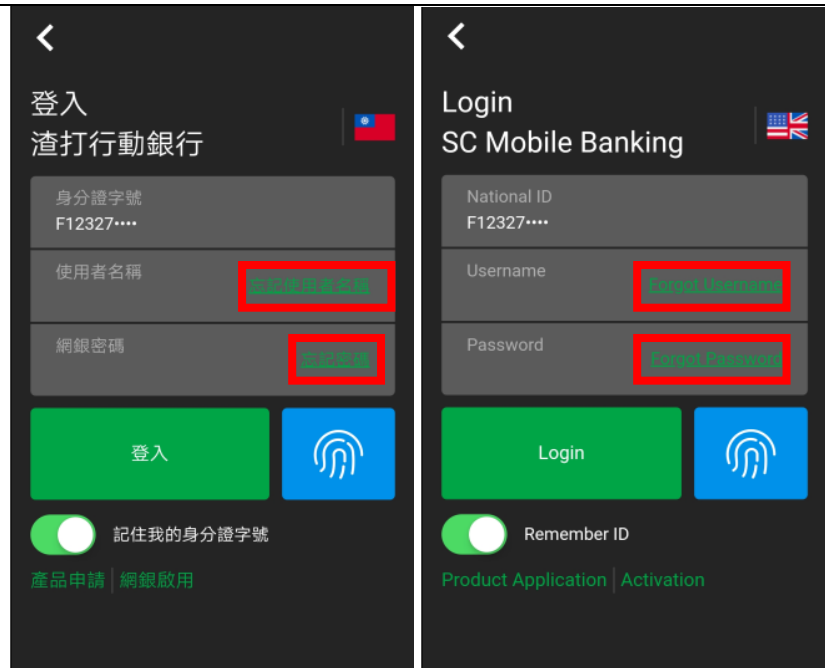 登入
渣打行動銀行
身分證字號
F12327••••
使用者名稱
忘記使用者名稱
網銀密碼
忘記密碼
登入
記住我的身分證字號
產品申請 | 網銀啟用
Login
SC Mobile Banking
National ID
F12327••••
Username
Forgot Username
Password
Forgot Password
Login
Remember ID
Product Application | Activation